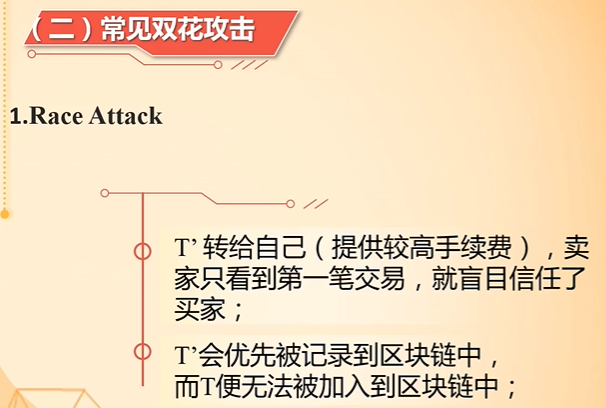 （二）常见双花攻击
1.Race Attack
T’ 转给自己（提供较高手续费），卖
家只看到第一笔交易，就盲目信任了
买家；
T’会优先被记录到区块链中，
而T便无法被加入到区块链中；